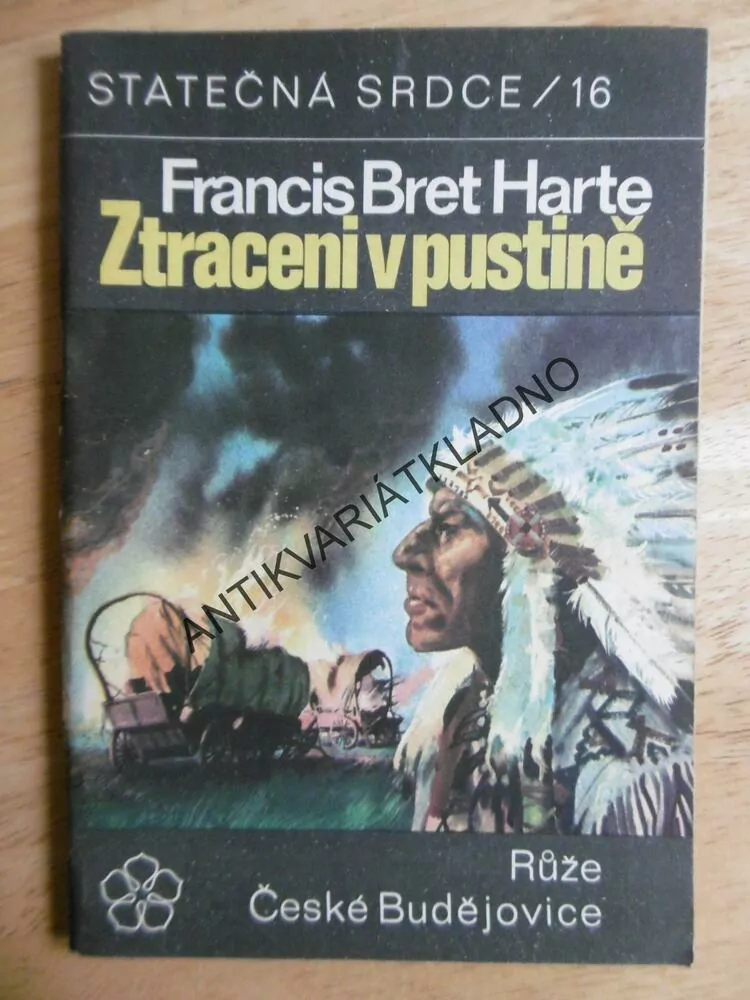 STATEČNÁ SRDCE/16
Francis Bret Harte
Ztraceni v pustině
ANTIKVARIÁTKLADNO
Růže
České Budějovice